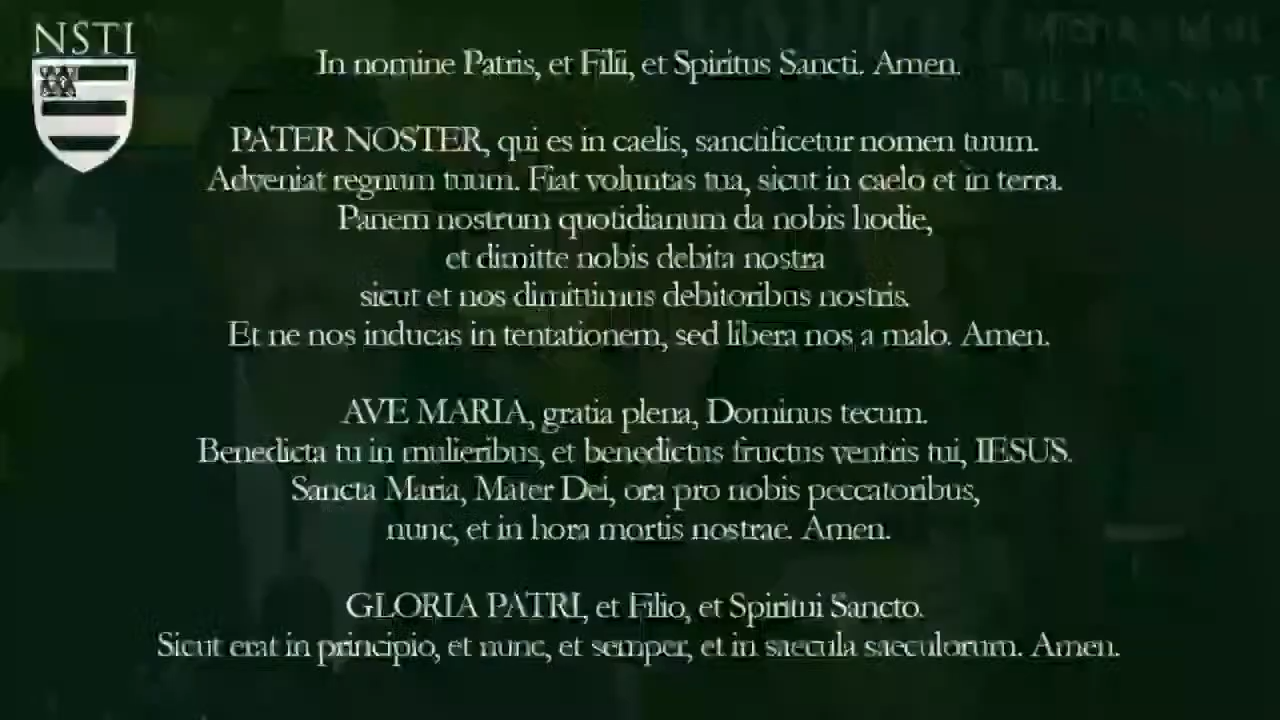 NSTI
In nomine Patris, et Filii, et Spiritus Sancti. Amen.
PATER NOSTER, qui es in caelis, sanctificetur nomen tuum.
Adveniat regnum tuum. Fiat voluntas tua, sicut in caelo et in terra.
Panem nostrum quotidianum da nobis hodie,
et dimitte nobis debita nostra
sicut et nos dimittimus debitoribus nostris.
Et ne nos inducas in tentationem, sed libera nos a malo. Amen.
AVE MARIA, gratia plena, Dominus tecum.
Benedicta tu in mulieribus, et benedictus fructus ventris tui, IESUS.
Sancta Maria, Mater Dei, ora pro nobis peccatoribus,
nunc, et in hora mortis nostrae. Amen.
GLORIA PATRI, et Filio, et Spiritui Sancto.
Sicut erat in principio, et nunc, et semper, et in saecula saeculorum. Amen.